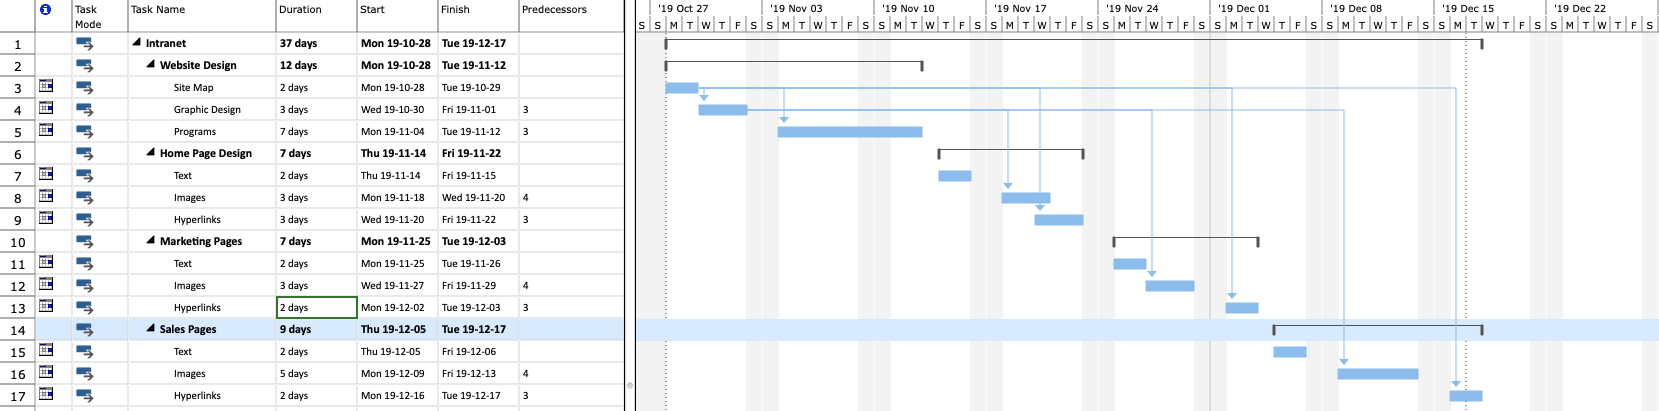 Task Mode Task Name Duration Start Finish Predecessors
'19 Oct 27 '19 Nov 03 '19 Nov 10 '19 Nov 17 '19 Nov 24 '19 Dec 01 '19 Dec 08 '19 Dec 15 '19 Dec 22
S S M T W T F S S M T W T F S S M T W T F S S M T W T F S S M T W T F S S M T W T F S S M T W T F S S M T W T F S S M T W T F S
1 Intranet 37 days Mon 19-10-28 Tue 19-12-17
2 Website Design 12 days Mon 19-10-28 Tue 19-11-12
3 Site Map 2 days Mon 19-10-28 Tue 19-10-29
4 Graphic Design 3 days Wed 19-10-30 Fri 19-11-01 3
5 Programs 7 days Mon 19-11-04 Tue 19-11-12 3
6 Home Page Design 7 days Thu 19-11-14 Fri 19-11-22
7 Text 2 days Thu 19-11-14 Fri 19-11-15
8 Images 3 days Mon 19-11-18 Wed 19-11-20 4
9 Hyperlinks 3 days Wed 19-11-20 Fri 19-11-22 3
10 Marketing Pages 7 days Mon 19-11-25 Tue 19-12-03
11 Text 2 days Mon 19-11-25 Tue 19-11-26
12 Images 3 days Wed 19-11-27 Fri 19-11-29 4
13 Hyperlinks 2 days Mon 19-12-02 Tue 19-12-03 3
14 Sales Pages 9 days Thu 19-12-05 Tue 19-12-17
15 Text 2 days Thu 19-12-05 Fri 19-12-06
16 Images 5 days Mon 19-12-09 Fri 19-12-13 4
17 Hyperlinks 2 days Mon 19-12-16 Tue 19-12-17 3